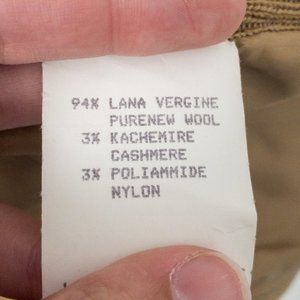 94% LANA VERGINE
PURENEW WOOL
3% KACHEMIRE
CASHMERE
3% POLIAMMIDE
NYLON